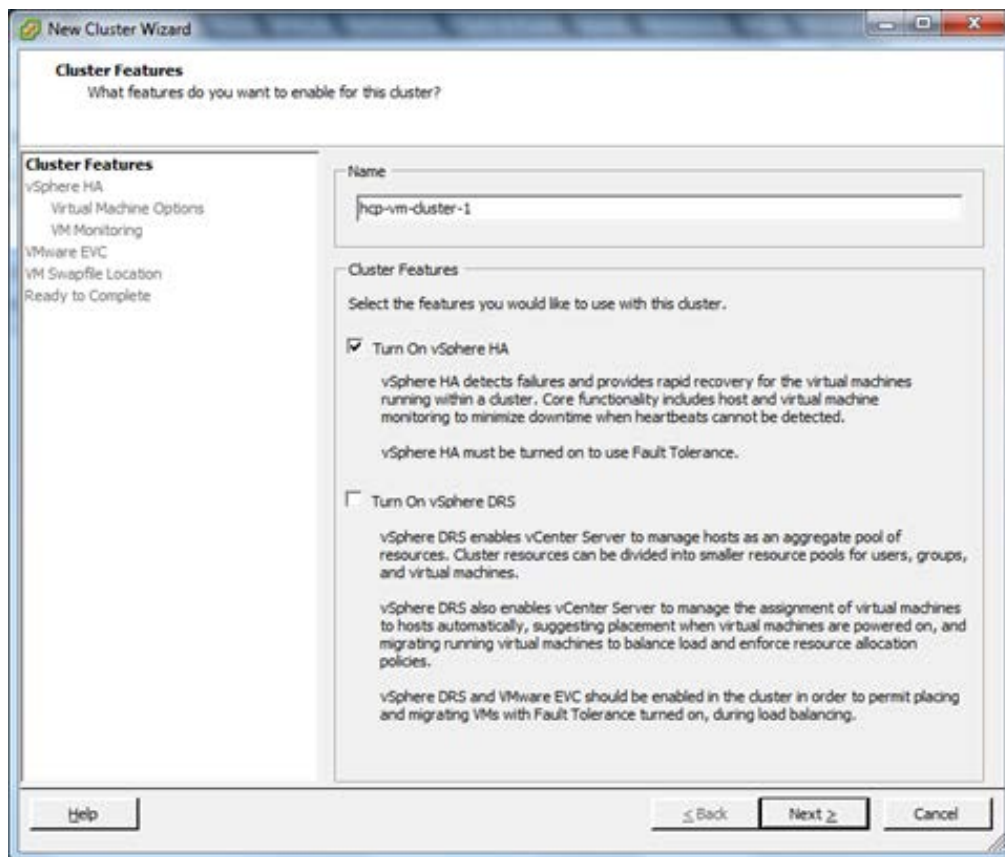 New Cluster Wizard
Cluster Features
What features do you want to enable for this cluster?
Cluster Features
vSphere HA
Virtual Machine Options
VM Monitoring
VMware EVC
VM Swapfile Location
Ready to Complete
Name
hcp-vm-cluster-1
Cluster Features
Select the features you would like to use with this cluster.
Turn On vSphere HA
vSphere HA detects failures and provides rapid recovery for the virtual machines
running within a cluster. Core functionality includes host and virtual machine
monitoring to minimize downtime when heartbeats cannot be detected.
vSphere HA must be turned on to use Fault Tolerance.
Turn On vSphere DRS
vSphere DRS enables vCenter Server to manage hosts as an aggregate pool of
resources. Cluster resources can be divided into smaller resource pools for users, groups,
and virtual machines.
vSphere DRS also enables vCenter Server to manage the assignment of virtual machines
to hosts automatically, suggesting placement when virtual machines are powered on, and
migrating running virtual machines to balance load and enforce resource allocation
policies.
vSphere DRS and VMware EVC should be enabled in the cluster in order to permit placing
and migrating VMs with Fault Tolerance turned on, during load balancing.
Help
≤ Back
Next ≥
Cancel